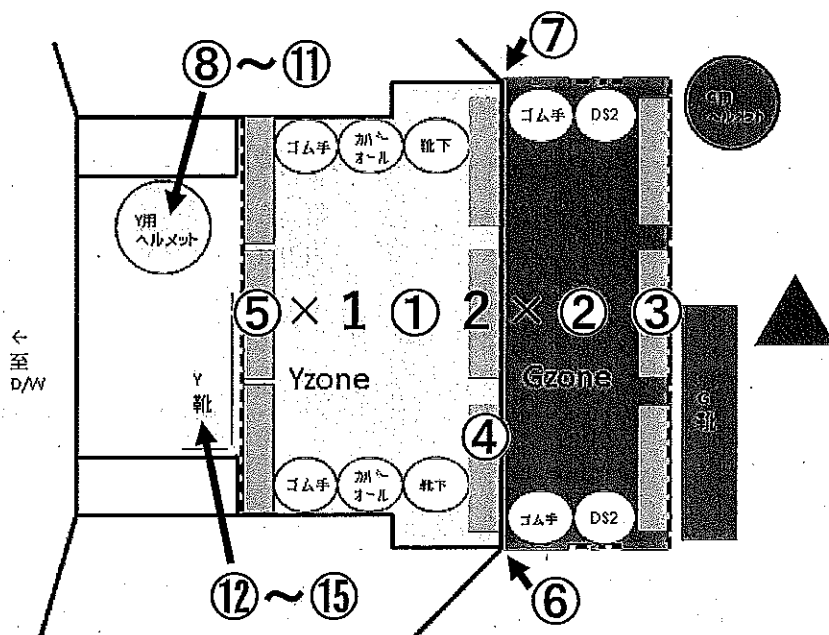 ⑧～⑪
⑦
ゴム手
カバーオール
靴下
ゴム手
DS2
G用
ヘルメット
Y用
ヘルメット
⑤ × 1 ① 2 × ② ③
←至
D/W
Yzone
Gzone
Y
靴
G
靴
④
ゴム手
カバーオール
靴下
ゴム手
DS2
⑫～⑮
⑥